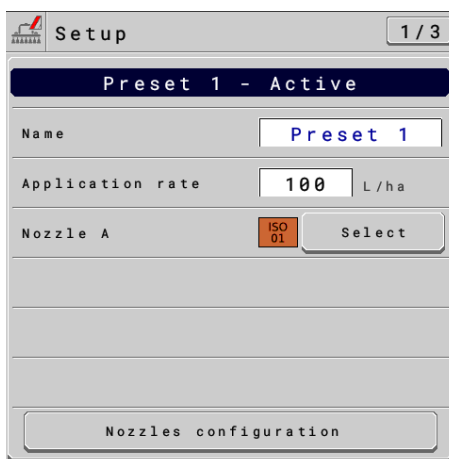 Setup 1/3
Preset 1 - Active
Name Preset 1
Application rate 100 L/ha
Nozzle A ISO 01 Select
Nozzles configuration